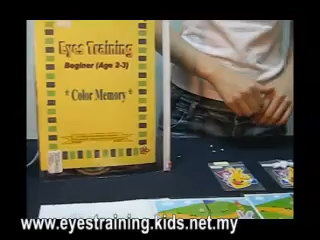 Eyes Training
Beginer (Age 2-3)
* Color Memory *
www.eyestraining.kids.net.my